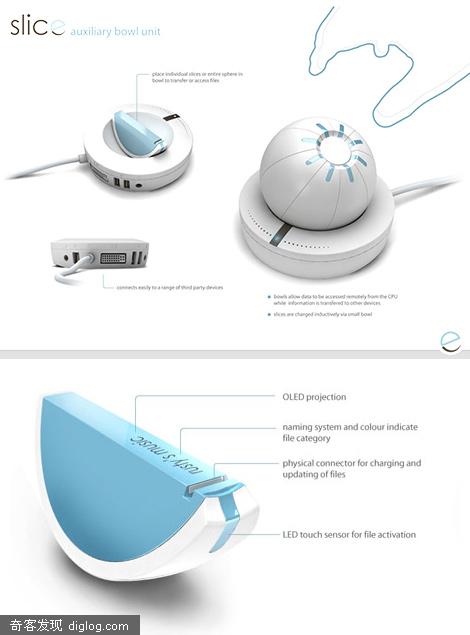 slice auxiliary bowl unit
place individual slices or entire sphere in
bowl to transfer or access files
connects easily to a range of third party devices
bowls allow data to be accessed remotely from the CPU
while information is transfered to other devices
slices are charged inductively via small bowl
e
OLED projection
naming system and colour indicate
file category
physical connector for charging and
updating of files
LED touch sensor for file activation
rusty's music
奇客发现 diglog.com